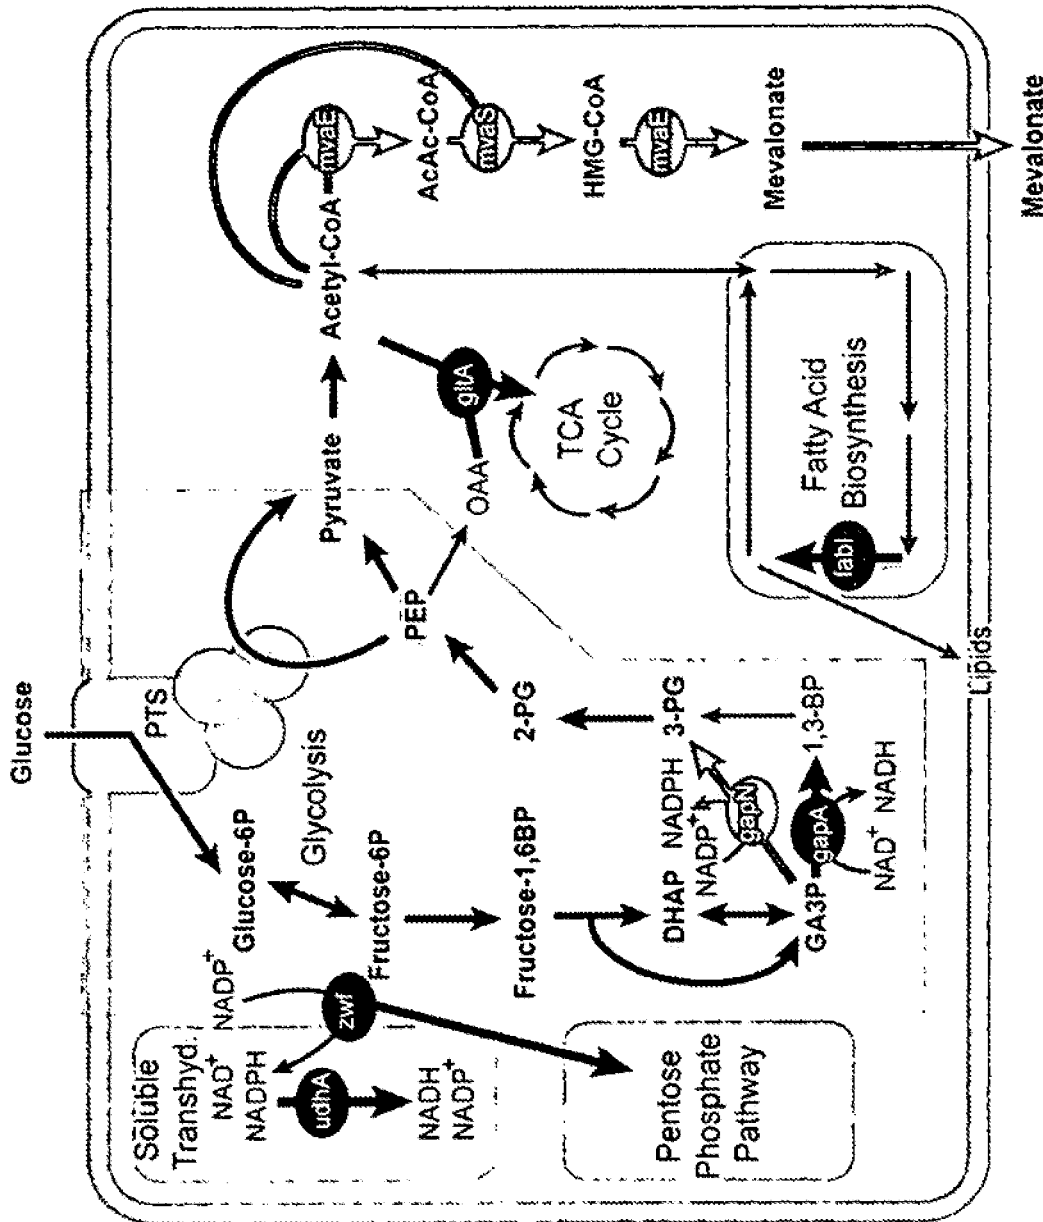 Glucose
PTS
Glycolysis
Glucose-6P
Fructose-6P
Fructose-1,6BP
DHAP
GA3P
NADP+
NADPH
gapN
gapA
NAD+
NADH
1,3-BP
3-PG
2-PG
PEP
Pyruvate
OAA
gltA
TCA
Cycle
Acetyl-CoA
mvaE
AcAc-CoA
mvaS
HMG-CoA
mvaE
Mevalonate
Mevalonate
Fatty Acid
Biosynthesis
fabI
Lipids
Soluble
Transhyd.
NAD+
NADPH
NADP+
udhA
zwf
NADH
NADP+
Pentose
Phosphate
Pathway